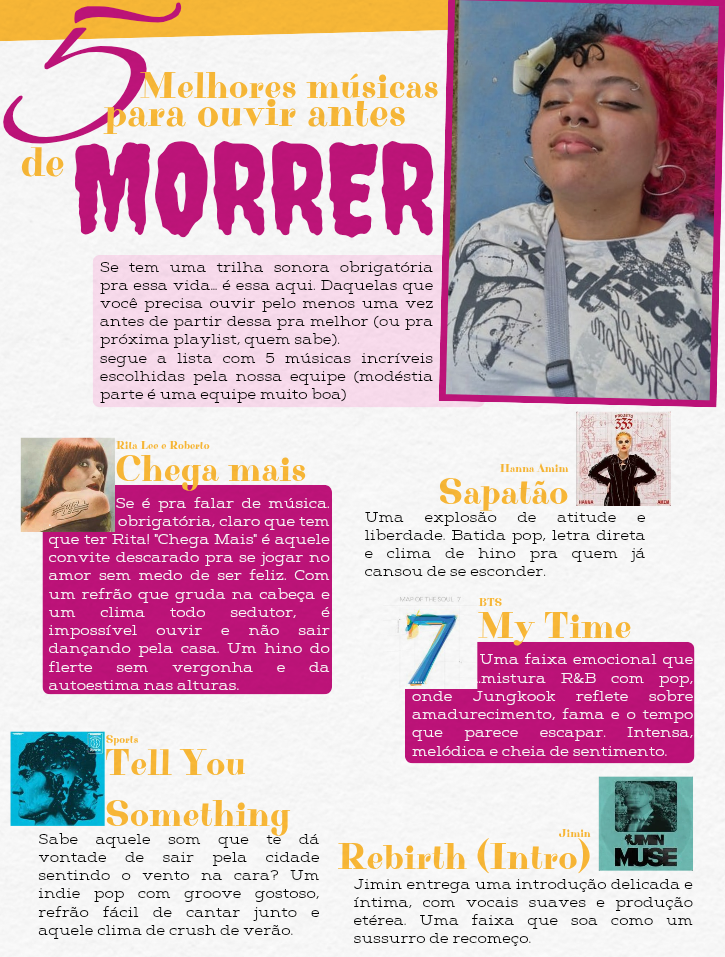 5
Melhores músicas
para ouvir antes
de MORRER
Se tem uma trilha sonora obrigatória
pra essa vida... é essa aqui. Daquelas que
você precisa ouvir pelo menos uma vez
antes de partir dessa pra melhor (ou pra
próxima playlist, quem sabe).
segue a lista com 5 músicas incríveis
escolhidas pela nossa equipe (modéstia
parte é uma equipe muito boa)
Spirit of
Freedom
Rita Lee e Roberto
Chega mais
Se é pra falar de música.
obrigatória, claro que tem
que ter Rita! "Chega Mais" é aquele
convite descarado pra se jogar no
amor sem medo de ser feliz. Com
um refrão que gruda na cabeça e
um clima todo sedutor, é
impossível ouvir e não sair
dançando pela casa. Um hino do
flerte sem vergonha e da
autoestima nas alturas.
PROJETO
333
HANNA
Hanna Amim
Sapatão
Uma explosão de atitude e
liberdade. Batida pop, letra direta
e clima de hino pra quem já
cansou de se esconder.
MAP OF THE SOUL : 7
7
BTS
My Time
Uma faixa emocional que
mistura R&B com pop,
onde Jungkook reflete sobre
amadurecimento, fama e o tempo
que parece escapar. Intensa,
melódica e cheia de sentimento.
Sports
Tell You
Something
Sabe aquele som que te dá
vontade de sair pela cidade
sentindo o vento na cara? Um
indie pop com groove gostoso,
refrão fácil de cantar junto e
aquele clima de crush de verão.
Jimin
Rebirth (Intro)
JIMIN
MUSE
Jimin entrega uma introdução delicada e
íntima, com vocais suaves e produção
etérea. Uma faixa que soa como um
sussurro de recomeço.